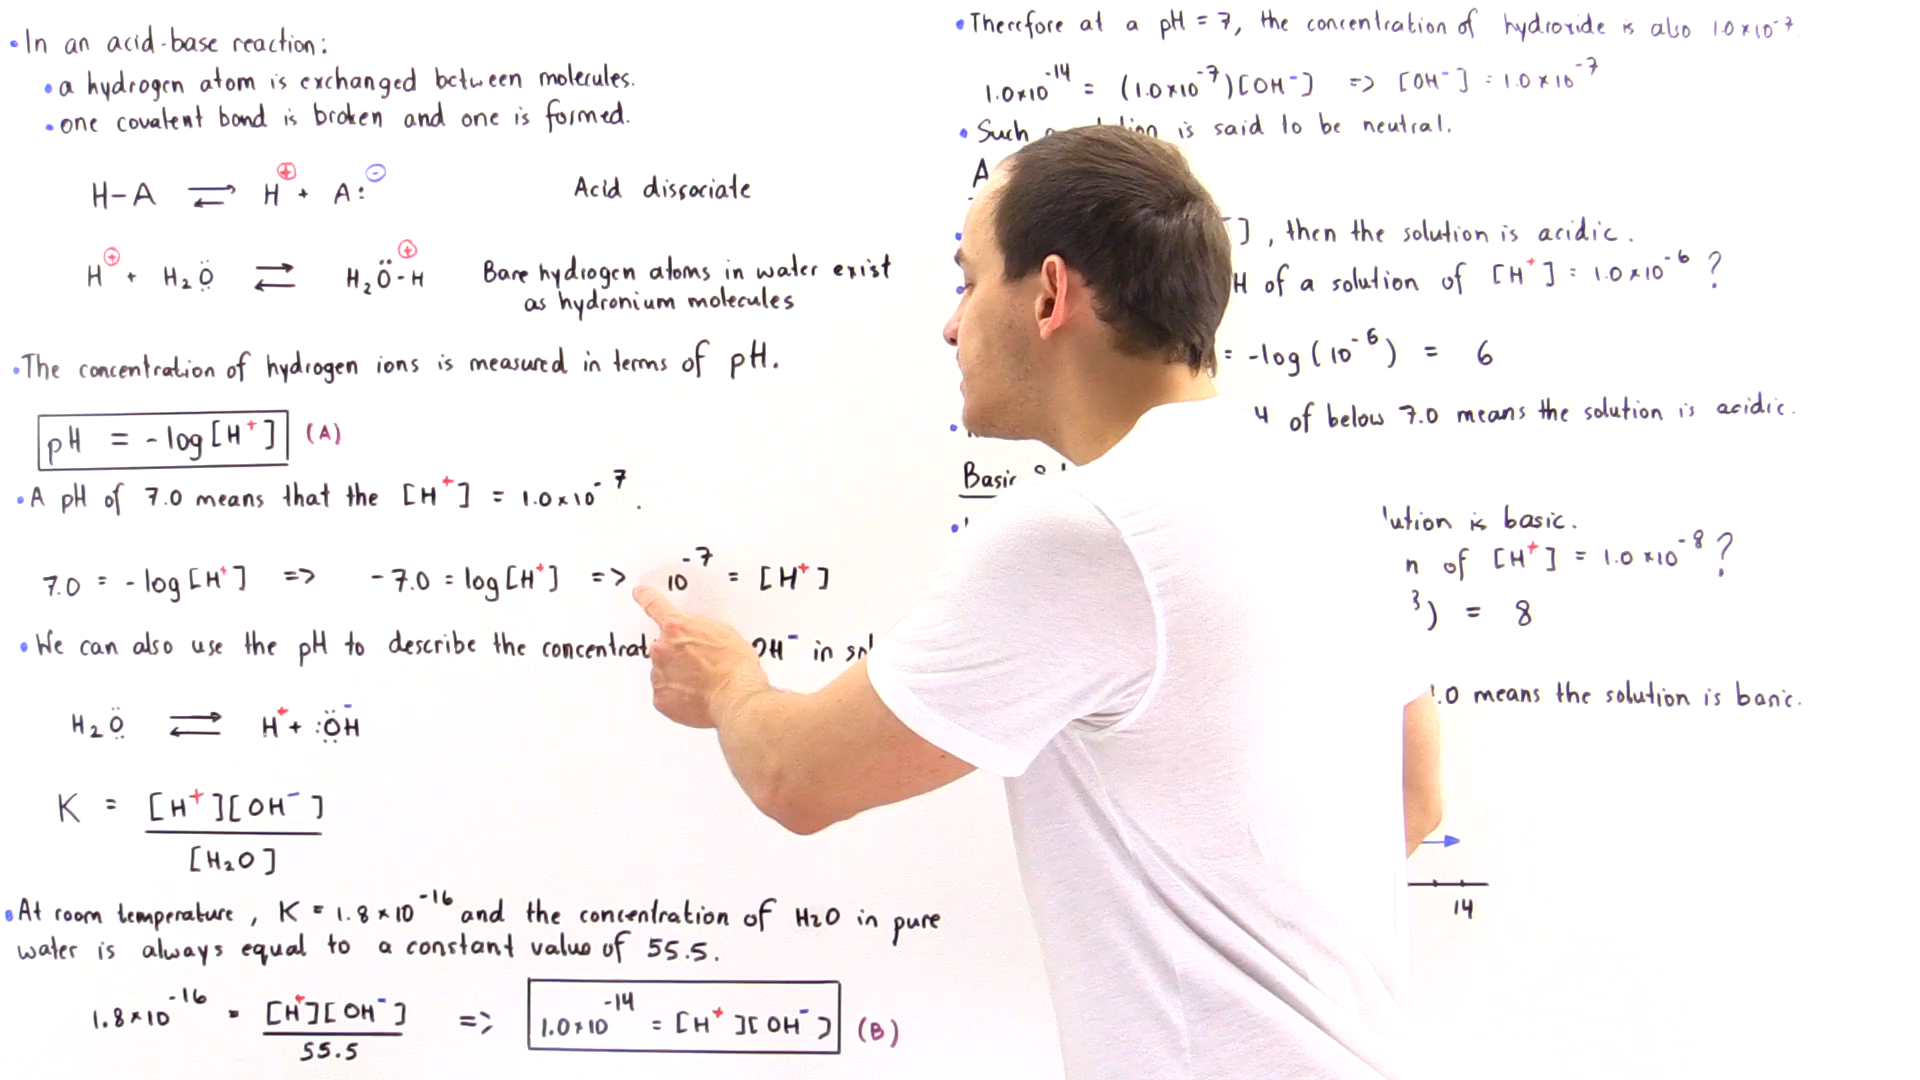 • In an acid-base reaction:
• a hydrogen atom is exchanged between molecules.
• one covalent bond is broken and one is formed.
H-A ⇌ H⊕ + A:⊖ Acid dissociate
H⊕ + H₂Ö: ⇌ H₂Ö-H⊕ Bare hydrogen atoms in water exist
as hydronium molecules
• The concentration of hydrogen ions is measured in terms of pH.
pH = -log[H⁺] (A)
• A pH of 7.0 means that the [H⁺] = 1.0×10⁻⁷.
7.0 = -log[H⁺] => -7.0 = log[H⁺] => 10⁻⁷ = [H⁺]
• We can also use the pH to describe the OH⁻ in
H₂Ö: ⇌ H⁺ + :ÖH⁻
K = [H⁺][OH⁻]
[H₂O]
• At room temperature, K = 1.8×10⁻¹⁶ and the concentration of H₂O in pure
water is always equal to a constant value of 55.5.
1.8×10⁻¹⁶ = [H⁺][OH⁻] => 1.0×10⁻¹⁴ = [H⁺][OH⁻] (B)
55.5
• Therefore at a pH = 7, the concentration of hydroxide is also 1.0×10⁻⁷
1.0×10⁻¹⁴ = (1.0×10⁻⁷)[OH⁻] => [OH⁻] = 1.0×10⁻⁷
• Such is said to be neutral.
], then the solution is acidic.
of a solution of [H⁺] = 1.0×10⁻⁶?
= -log(10⁻⁶) = 6
of below 7.0 means the solution is acidic.
Basic
is basic.
of [H⁺] = 1.0×10⁻⁸?
) = 8
means the solution is basic.
14